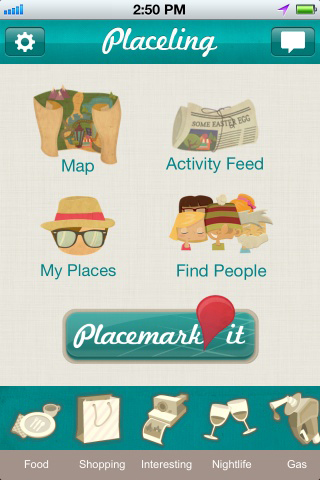 2:50 PM
Placeling
SOME EASTER EGG
Map
Activity Feed
My Places
Find People
Placemark it
Food Shopping Interesting Nightlife Gas